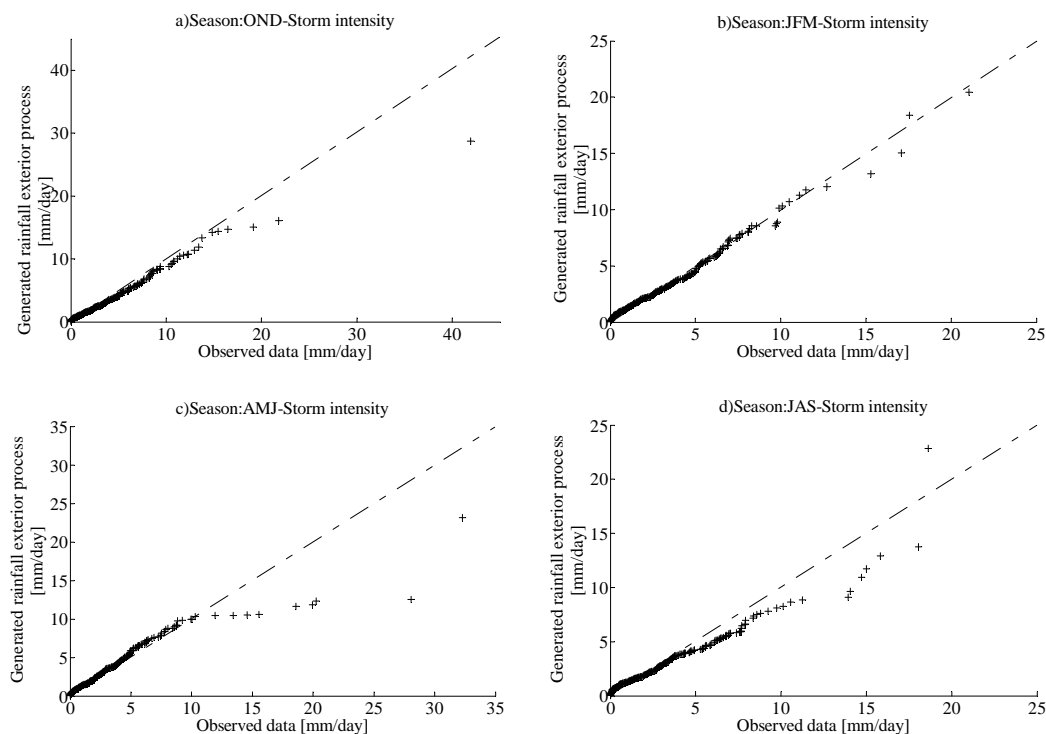 a)Season:OND-Storm intensity
Generated rainfall exterior process
[mm/day]
40
30
20
10
0
0 10 20 30 40
Observed data [mm/day]
b)Season:JFM-Storm intensity
Generated rainfall exterior process
[mm/day]
25
20
15
10
5
0
0 5 10 15 20 25
Observed data [mm/day]
c)Season:AMJ-Storm intensity
Generated rainfall exterior process
[mm/day]
35
30
25
20
15
10
5
0
0 5 10 15 20 25 30 35
Observed data [mm/day]
d)Season:JAS-Storm intensity
Generated rainfall exterior process
[mm/day]
25
20
15
10
5
0
0 5 10 15 20 25
Observed data [mm/day]